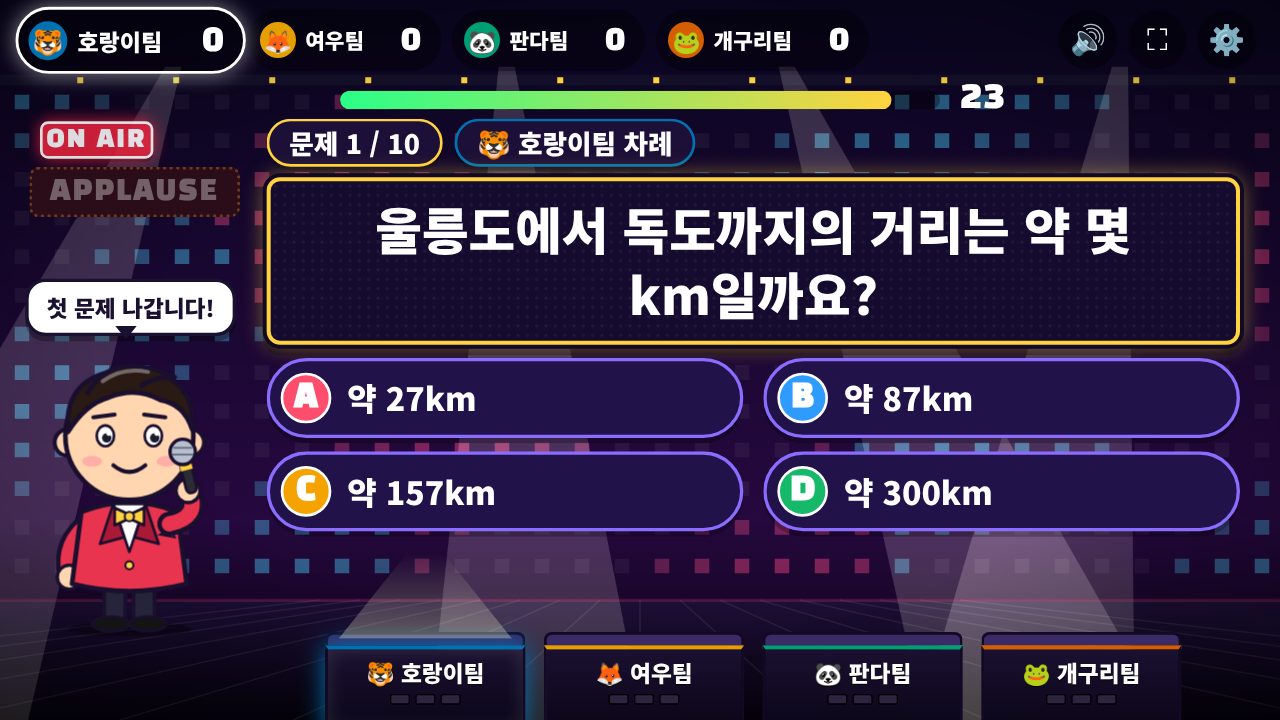 호랑이팀 0 여우팀 0 판다팀 0 개구리팀 0
23
ON AIR
APPLAUSE
문제 1 / 10 호랑이팀 차례
울릉도에서 독도까지의 거리는 약 몇
km일까요?
첫 문제 나갑니다!
A 약 27km
B 약 87km
C 약 157km
D 약 300km
호랑이팀 여우팀 판다팀 개구리팀